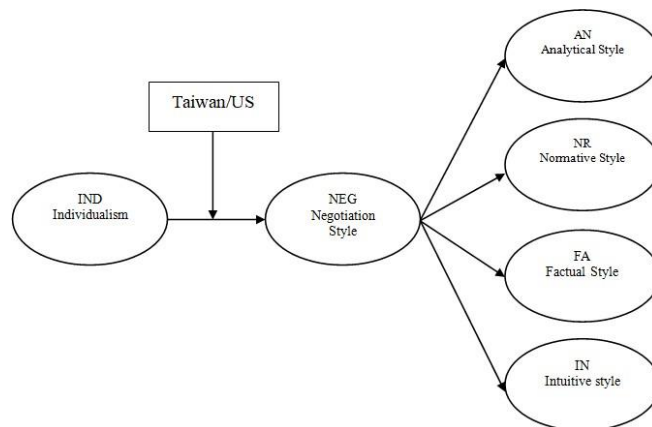 AN
Analytical Style
Taiwan/US
NR
Normative Style
IND
Individualism
NEG
Negotiation
Style
FA
Factual Style
IN
Intuitive style